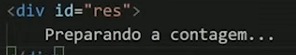 <div id="res">
Preparando a contagem...